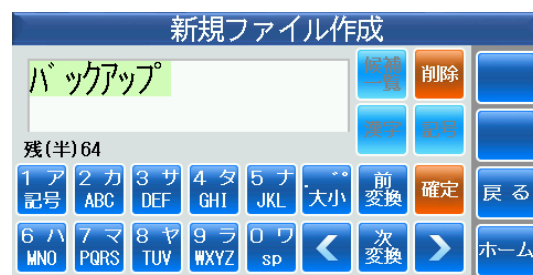 新規ファイル作成
バックアップ
候補一覧
削除
漢字
記号
残(半)64
1 ア 記号
2 カ ABC
3 サ DEF
4 タ GHI
5 ナ JKL
.゛゜大小
前変換
確定
戻る
6 ハ MNO
7 マ PQRS
8 ヤ TUV
9 ラ WXYZ
0 ワ sp
<
次変換
>
ホーム